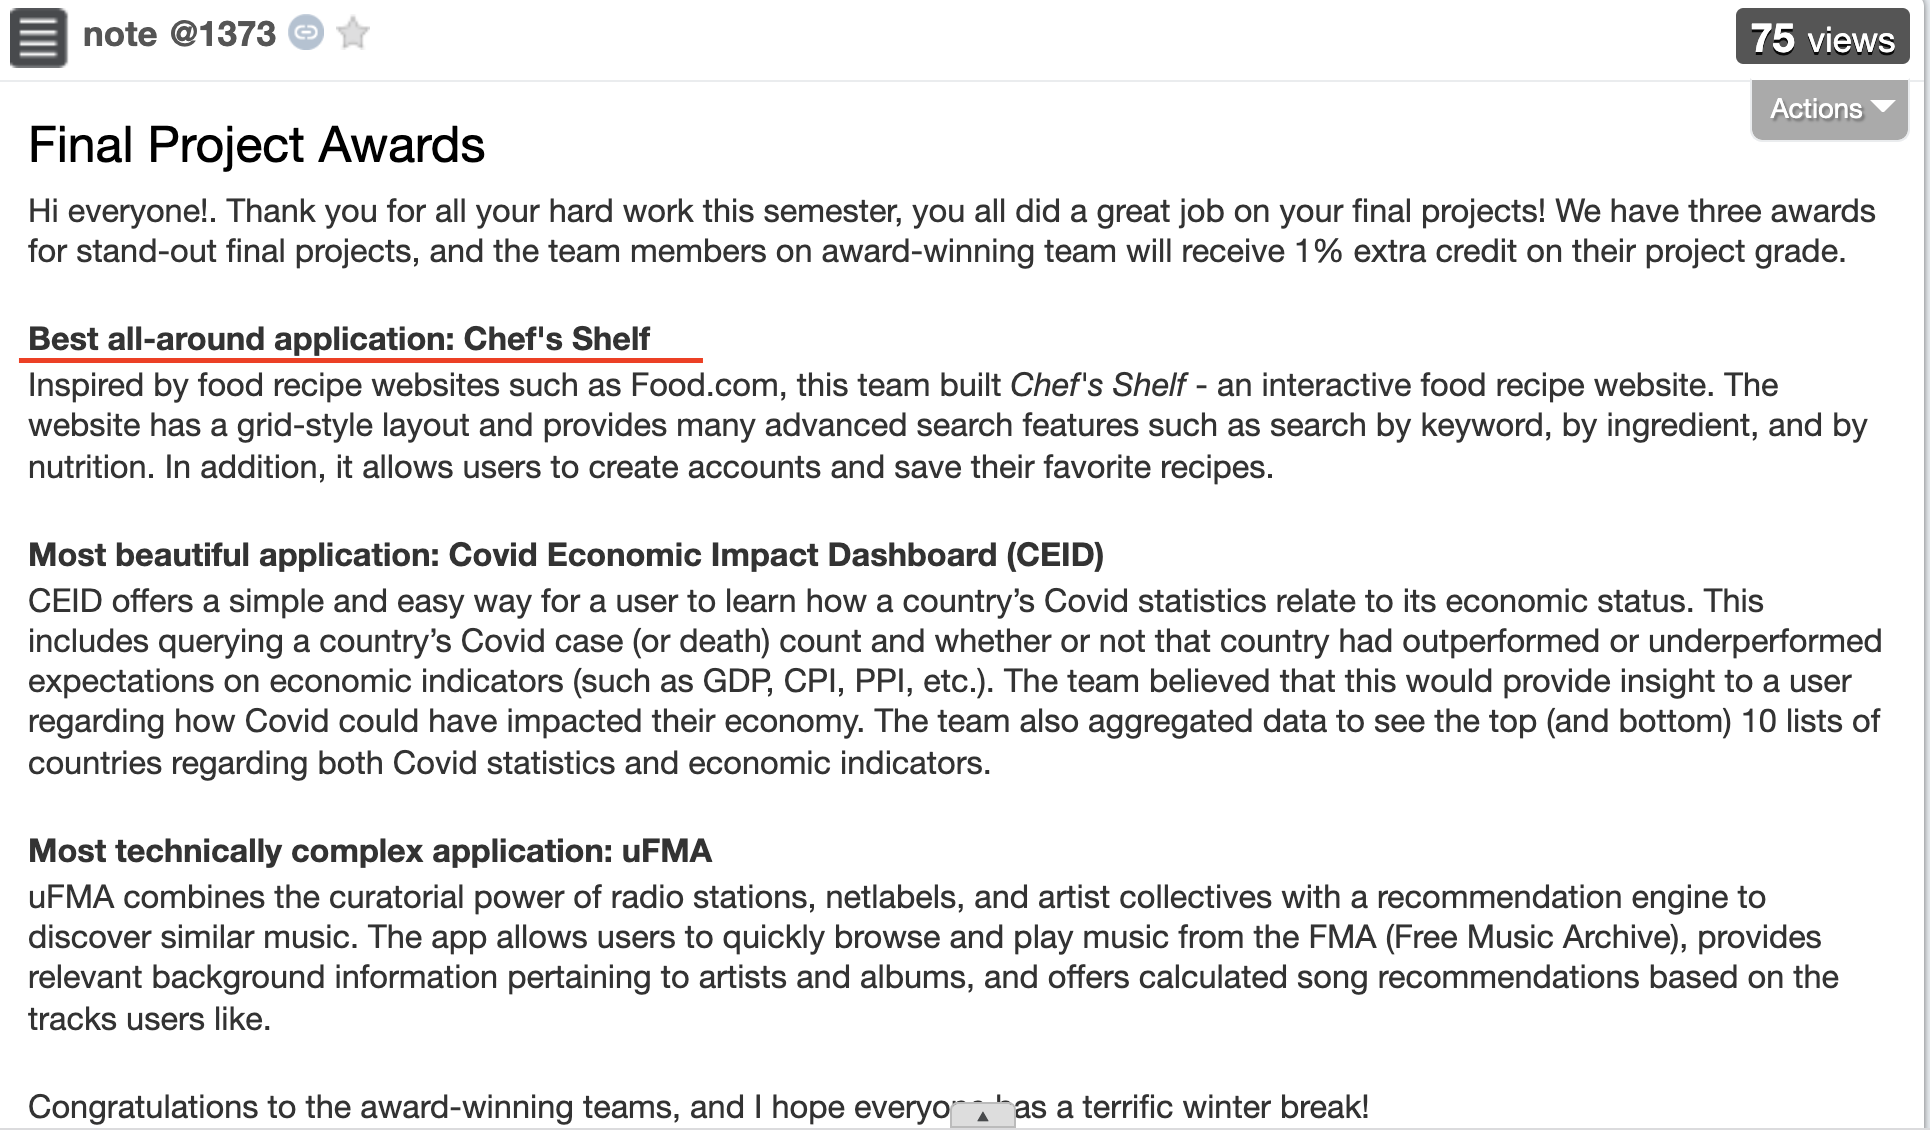 note @1373
75 views
Actions
Final Project Awards
Hi everyone!. Thank you for all your hard work this semester, you all did a great job on your final projects! We have three awards
for stand-out final projects, and the team members on award-winning team will receive 1% extra credit on their project grade.
Best all-around application: Chef's Shelf
Inspired by food recipe websites such as Food.com, this team built Chef's Shelf - an interactive food recipe website. The
website has a grid-style layout and provides many advanced search features such as search by keyword, by ingredient, and by
nutrition. In addition, it allows users to create accounts and save their favorite recipes.
Most beautiful application: Covid Economic Impact Dashboard (CEID)
CEID offers a simple and easy way for a user to learn how a country’s Covid statistics relate to its economic status. This
includes querying a country’s Covid case (or death) count and whether or not that country had outperformed or underperformed
expectations on economic indicators (such as GDP, CPI, PPI, etc.). The team believed that this would provide insight to a user
regarding how Covid could have impacted their economy. The team also aggregated data to see the top (and bottom) 10 lists of
countries regarding both Covid statistics and economic indicators.
Most technically complex application: uFMA
uFMA combines the curatorial power of radio stations, netlabels, and artist collectives with a recommendation engine to
discover similar music. The app allows users to quickly browse and play music from the FMA (Free Music Archive), provides
relevant background information pertaining to artists and albums, and offers calculated song recommendations based on the
tracks users like.
Congratulations to the award-winning teams, and I hope everyone has a terrific winter break!